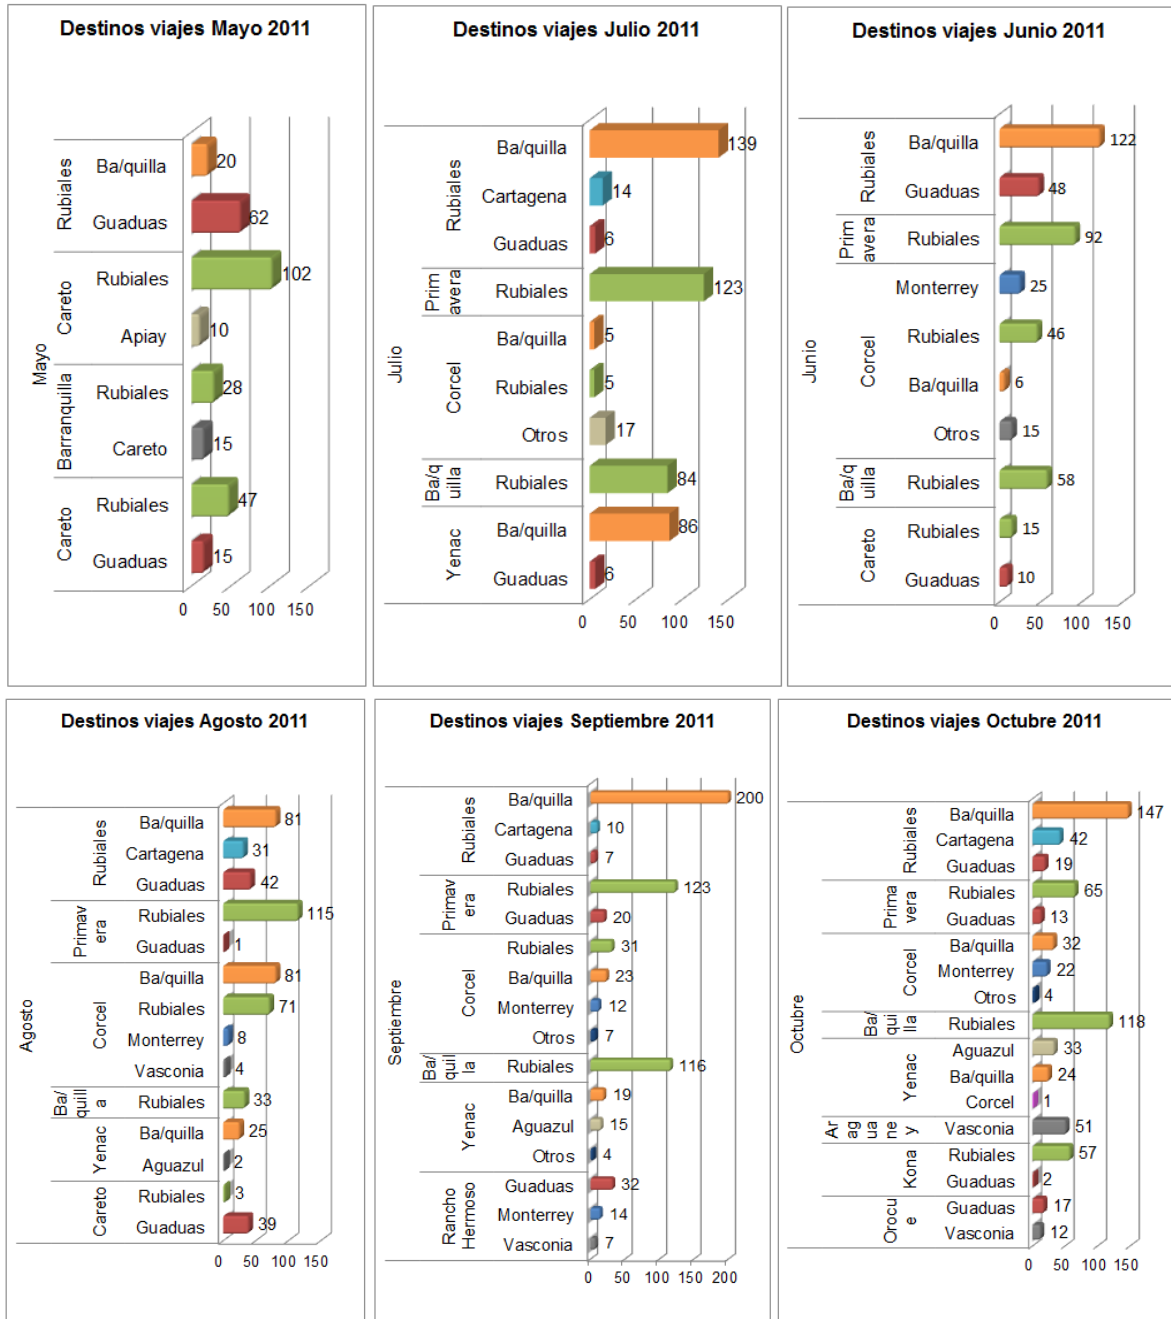 Destinos viajes Mayo 2011
Mayo
Rubiales
Ba/quilla 20
Guaduas 62
Careto
Rubiales 102
Apiay 10
Barranquilla
Rubiales 28
Careto 15
Careto
Rubiales 47
Guaduas 15
0 50 100 150
Destinos viajes Julio 2011
Julio
Rubiales
Ba/quilla 139
Cartagena 14
Guaduas 6
Prim
avera
Rubiales 123
Corcel
Ba/quilla 5
Rubiales 5
Otros 17
Ba/q
uilla
Rubiales 84
Yenac
Ba/quilla 86
Guaduas 6
0 50 100 150
Destinos viajes Junio 2011
Junio
Rubiales
Ba/quilla 122
Guaduas 48
Prim
avera
Rubiales 92
Corcel
Monterrey 25
Rubiales 46
Ba/quilla 6
Otros 15
Ba/q
uilla
Rubiales 58
Careto
Rubiales 15
Guaduas 10
0 50 100 150
Destinos viajes Agosto 2011
Agosto
Rubiales
Ba/quilla 81
Cartagena 31
Guaduas 42
Primav
era
Rubiales 115
Guaduas 1
Corcel
Ba/quilla 81
Rubiales 71
Monterrey 8
Vasconia 4
Ba/
quill
a
Rubiales 33
Yenac
Ba/quilla 25
Aguazul 2
Careto
Rubiales 3
Guaduas 39
0 50 100 150
Destinos viajes Septiembre 2011
Septiembre
Rubiales
Ba/quilla 200
Cartagena 10
Guaduas 7
Primav
era
Rubiales 123
Guaduas 20
Corcel
Rubiales 31
Ba/quilla 23
Monterrey 12
Otros 7
Ba/
quil
la
Rubiales 116
Yenac
Ba/quilla 19
Aguazul 15
Otros 4
Rancho
Hermoso
Guaduas 32
Monterrey 14
Vasconia 7
0 50 100 150 200
Destinos viajes Octubre 2011
Octubre
Rubiales
Ba/quilla 147
Cartagena 42
Guaduas 19
Prima
vera
Rubiales 65
Guaduas 13
Corcel
Ba/quilla 32
Monterrey 22
Otros 4
Ba/
qui
lla
Rubiales 118
Yenac
Aguazul 33
Ba/quilla 24
Corcel 1
Ar
ag
ua
ne
y
Vasconia 51
Kona
Rubiales 57
Guaduas 2
Orocu
e
Guaduas 17
Vasconia 12
0 50 100 150